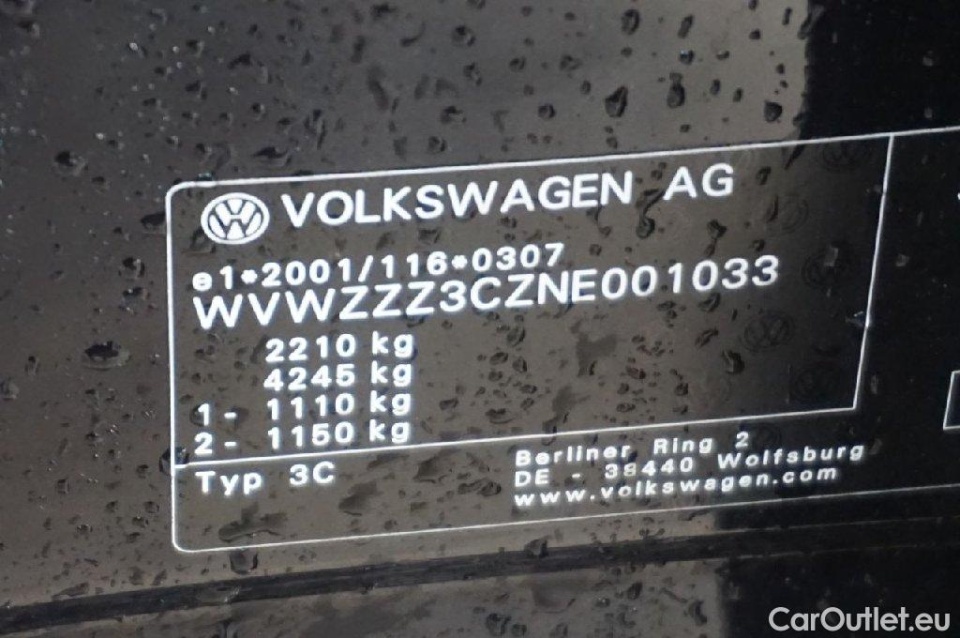 VOLKSWAGEN AG
e1*2001/116*0307
WVWZZZ3CZNE001033
2210 kg
4245 kg
1- 1110 kg
2- 1150 kg
Typ 3C
Berliner Ring 2
DE - 38440 Wolfsburg
www.volkswagen.com
CarOutlet.eu